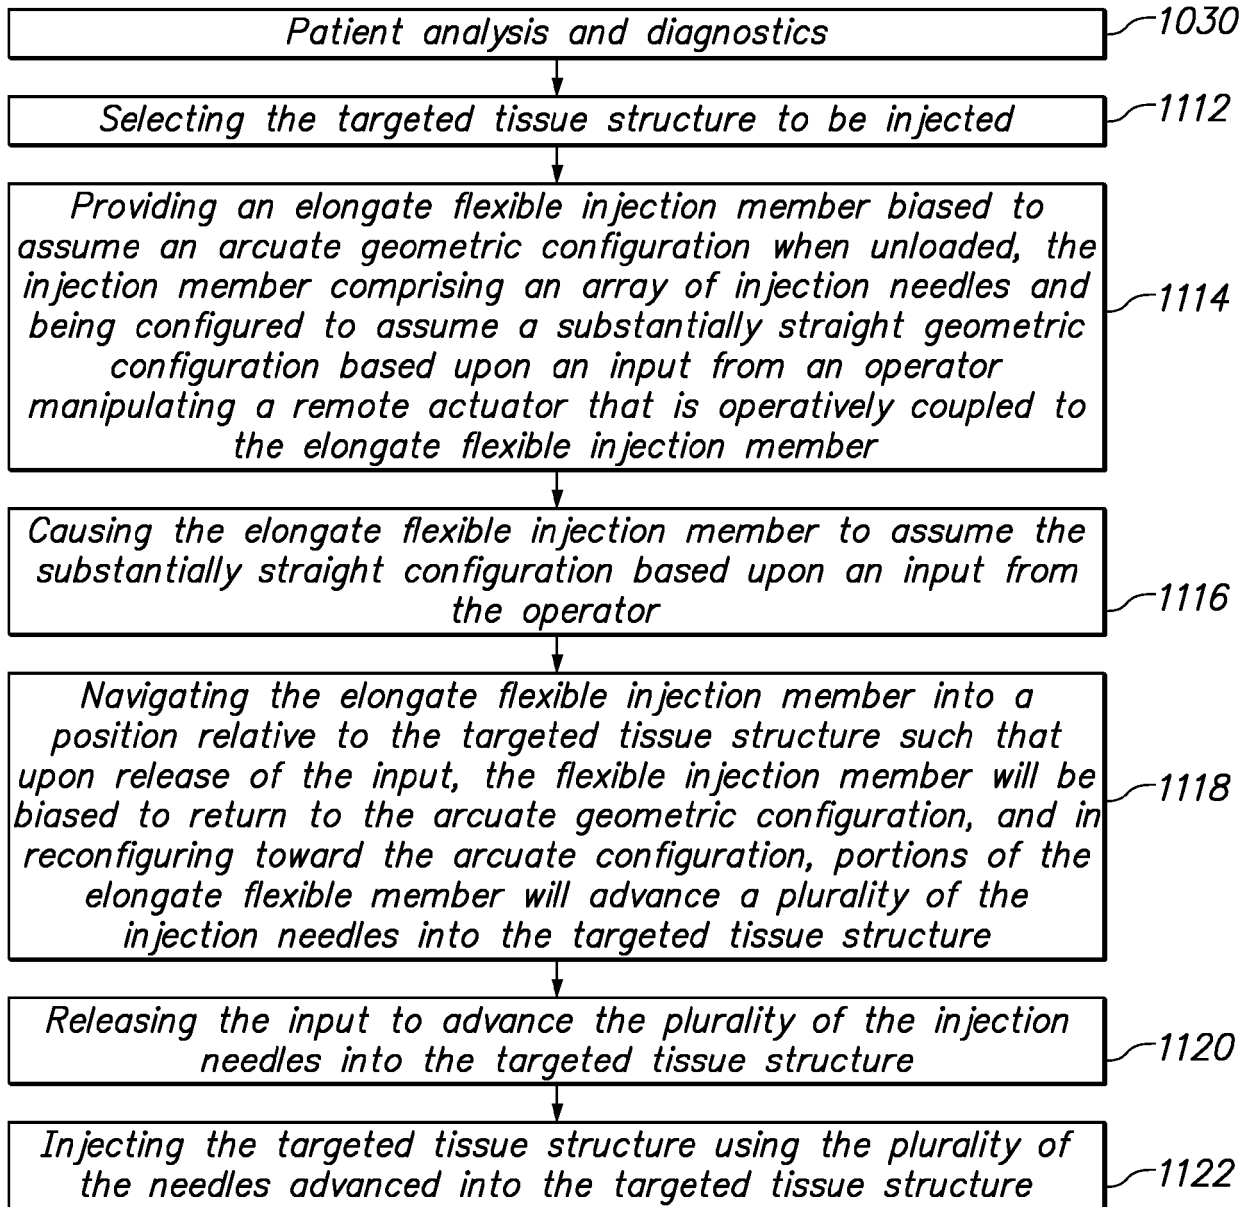 Patient analysis and diagnostics
1030
Selecting the targeted tissue structure to be injected
1112
Providing an elongate flexible injection member biased to
assume an arcuate geometric configuration when unloaded, the
injection member comprising an array of injection needles and
being configured to assume a substantially straight geometric
configuration based upon an input from an operator
manipulating a remote actuator that is operatively coupled to
the elongate flexible injection member
1114
Causing the elongate flexible injection member to assume the
substantially straight configuration based upon an input from
the operator
1116
Navigating the elongate flexible injection member into a
position relative to the targeted tissue structure such that
upon release of the input, the flexible injection member will be
biased to return to the arcuate geometric configuration, and in
reconfiguring toward the arcuate configuration, portions of the
elongate flexible member will advance a plurality of the
injection needles into the targeted tissue structure
1118
Releasing the input to advance the plurality of the injection
needles into the targeted tissue structure
1120
Injecting the targeted tissue structure using the plurality of
the needles advanced into the targeted tissue structure
1122